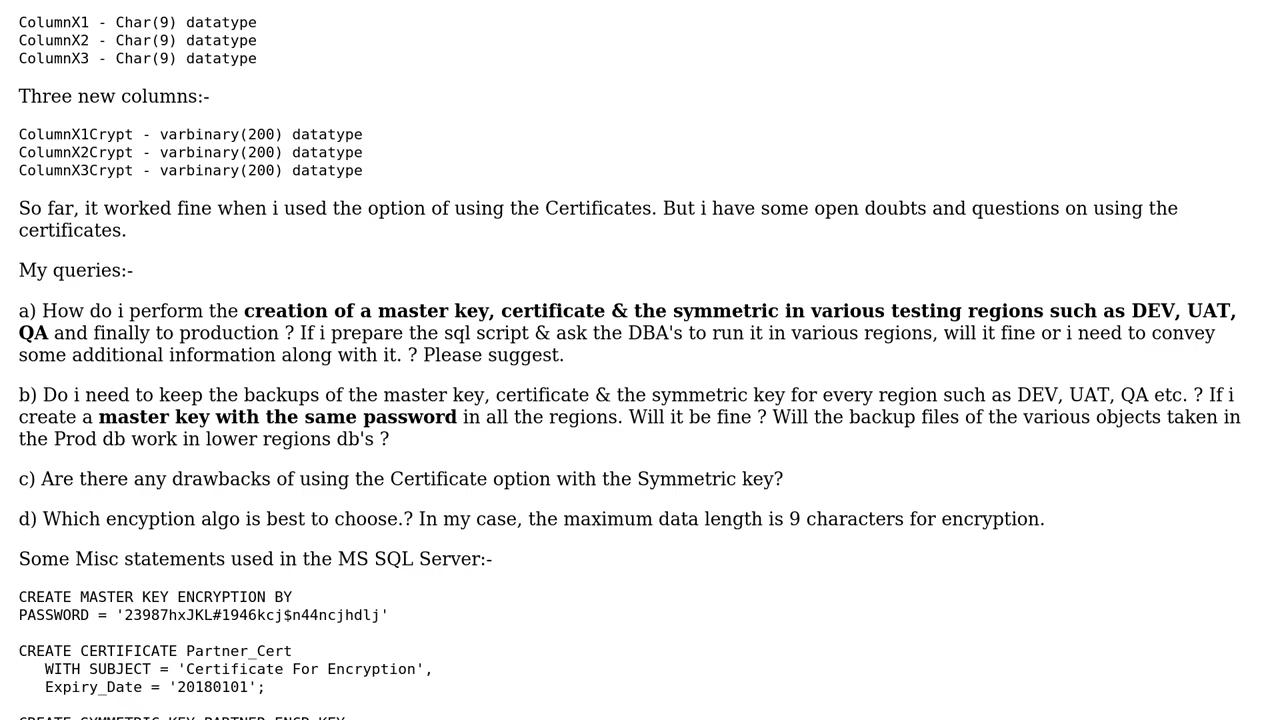 ColumnX1 - Char(9) datatype
ColumnX2 - Char(9) datatype
ColumnX3 - Char(9) datatype
Three new columns:-
ColumnX1Crypt - varbinary(200) datatype
ColumnX2Crypt - varbinary(200) datatype
ColumnX3Crypt - varbinary(200) datatype
So far, it worked fine when i used the option of using the Certificates. But i have some open doubts and questions on using the
certificates.
My queries:-
a) How do i perform the creation of a master key, certificate & the symmetric in various testing regions such as DEV, UAT,
QA and finally to production ? If i prepare the sql script & ask the DBA's to run it in various regions, will it fine or i need to convey
some additional information along with it. ? Please suggest.
b) Do i need to keep the backups of the master key, certificate & the symmetric key for every region such as DEV, UAT, QA etc. ? If i
create a master key with the same password in all the regions. Will it be fine ? Will the backup files of the various objects taken in
the Prod db work in lower regions db's ?
c) Are there any drawbacks of using the Certificate option with the Symmetric key?
d) Which encyption algo is best to choose.? In my case, the maximum data length is 9 characters for encryption.
Some Misc statements used in the MS SQL Server:-
CREATE MASTER KEY ENCRYPTION BY
PASSWORD = '23987hxJKL#1946kcj$n44ncjhdlj'
CREATE CERTIFICATE Partner_Cert
WITH SUBJECT = 'Certificate For Encryption',
Expiry_Date = '20180101';
CREATE SYMMETRIC KEY PARTNER_ENCR_KEY